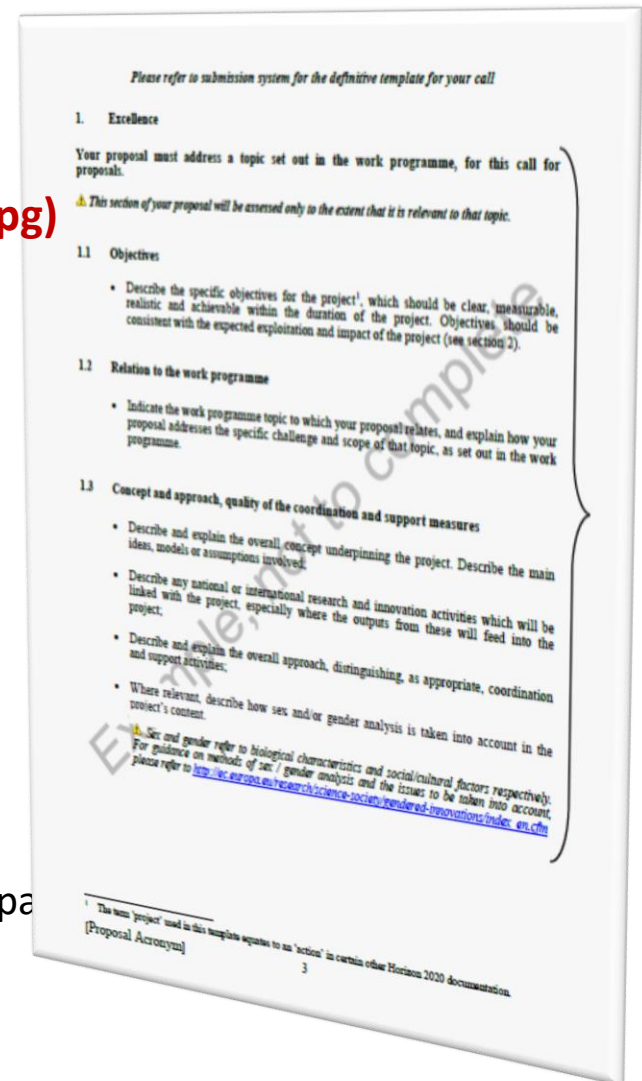 Please refer to submission system for the definitive template for your call
1. Excellence
Your proposal must address a topic set out in the work programme, for this call for
proposals.
pg)
This section of your proposal will be assessed only to the extent that it is relevant to that topic.
1.1 Objectives
• Describe the specific objectives for the project¹, which should be clear, measurable,
realistic and achievable within the duration of the project. Objectives should be
consistent with the expected exploitation and impact of the project (see section 2).
1.2 Relation to the work programme
• Indicate the work programme topic to which your proposal relates, and explain how your
proposal addresses the specific challenge and scope of that topic, as set out in the work
programme.
1.3 Concept and approach, quality of the coordination and support measures
• Describe and explain the overall concept underpinning the project. Describe the main
ideas, models or assumptions involved;
• Describe any national or international research and innovation activities which will be
linked with the project, especially where the outputs from these will feed into the
project;
• Describe and explain the overall approach, distinguishing, as appropriate, coordination
and support activities;
• Where relevant, describe how sex and/or gender analysis is taken into account in the
project's content.
Sex and gender refer to biological characteristics and social/cultural factors respectively.
For guidance on methods of sex / gender analysis and the issues to be taken into account,
please refer to http://ec.europa.eu/research/science-society/gendered-innovations/index_en.cfm
Example, not to complete
pa
¹ The term 'project' used in this template equates to an 'action' in certain other Horizon 2020 documentation.
[Proposal Acronym]
3